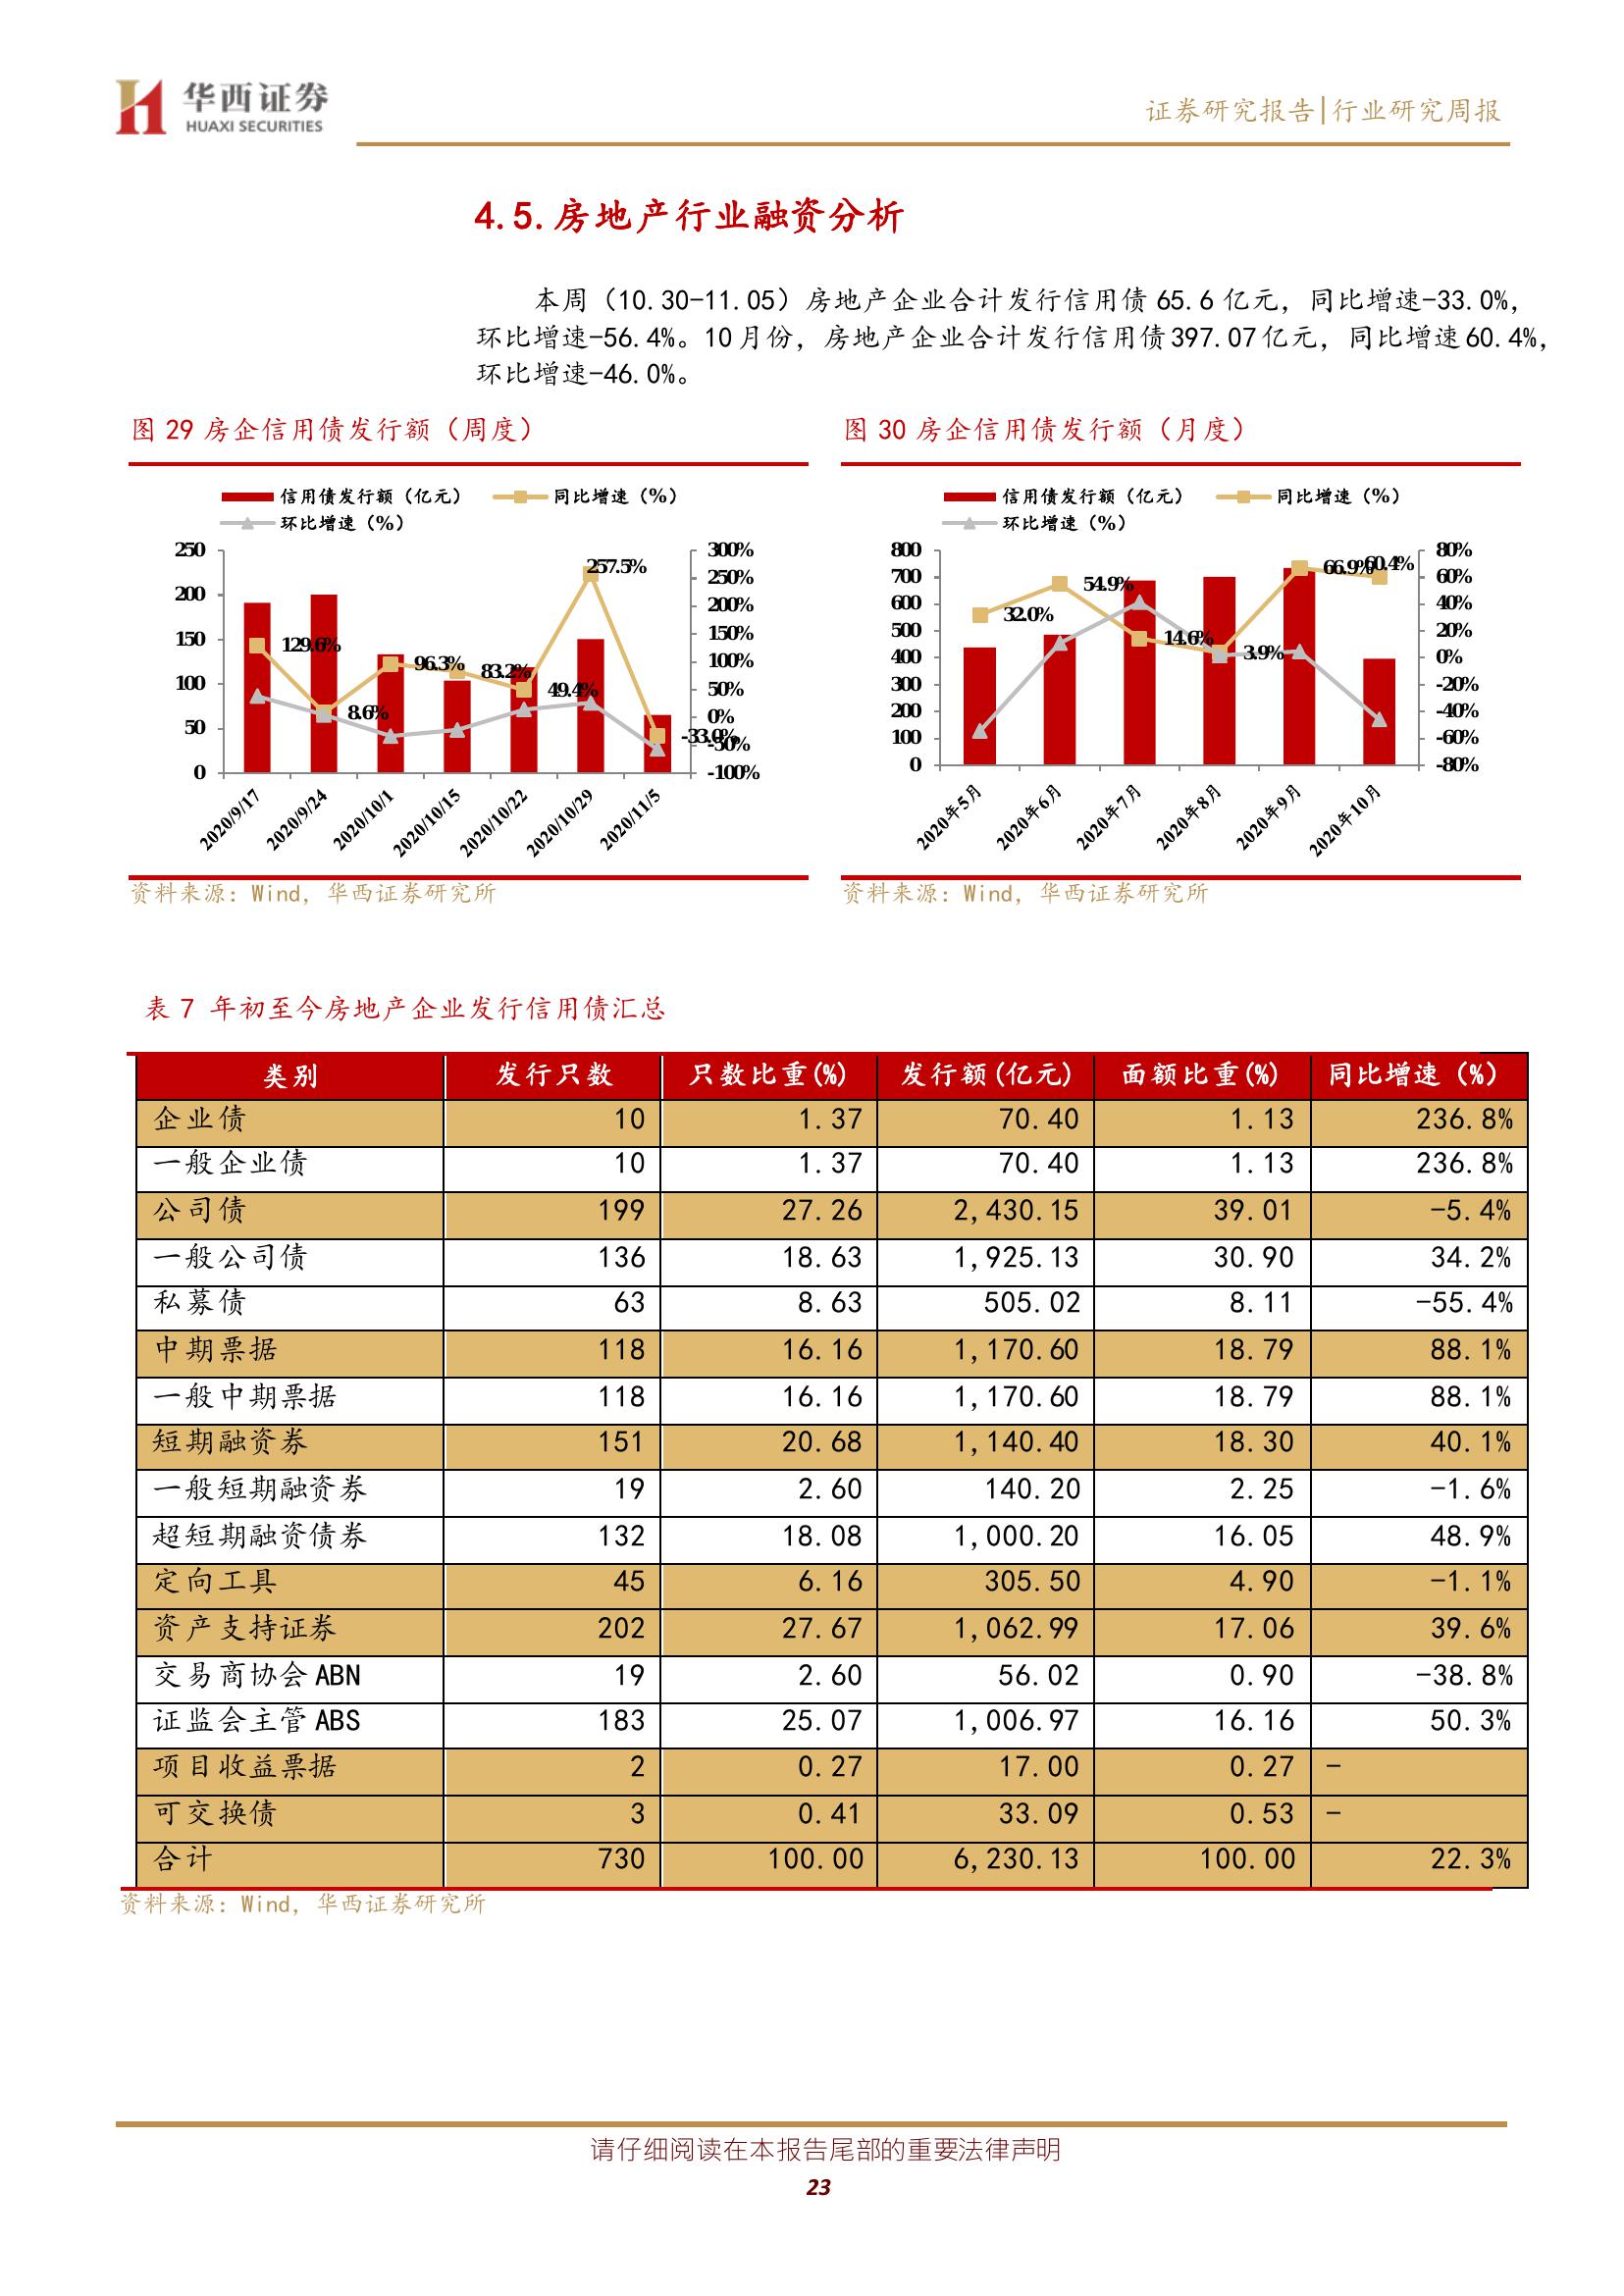 华西证券
HUAXI SECURITIES
证券研究报告|行业研究周报
4.5.房地产行业融资分析
本周（10.30-11.05）房地产企业合计发行信用债 65.6 亿元，同比增速-33.0%，
环比增速-56.4%。10 月份，房地产企业合计发行信用债 397.07 亿元，同比增速 60.4%，
环比增速-46.0%。
图 29 房企信用债发行额（周度）
信用债发行额（亿元） 同比增速（%）
环比增速（%）
250 300%
250%
200 200%
150 150%
100%
100 50%
0%
50 -50%
0 -100%
257.5%
129.6%
96.3%
83.2%
49.4%
8.6%
-33.0%
2020/9/17 2020/9/24 2020/10/1 2020/10/15 2020/10/22 2020/10/29 2020/11/5
资料来源：Wind，华西证券研究所
图 30 房企信用债发行额（月度）
信用债发行额（亿元） 同比增速（%）
环比增速（%）
800 80%
700 60%
600 40%
500 20%
400 0%
300 -20%
200 -40%
100 -60%
0 -80%
32.0%
54.9%
14.6%
3.9%
66.9%
60.4%
2020年5月 2020年6月 2020年7月 2020年8月 2020年9月 2020年10月
资料来源：Wind，华西证券研究所
表 7 年初至今房地产企业发行信用债汇总
类别 发行只数 只数比重(%) 发行额(亿元) 面额比重(%) 同比增速（%）
企业债 10 1.37 70.40 1.13 236.8%
一般企业债 10 1.37 70.40 1.13 236.8%
公司债 199 27.26 2,430.15 39.01 -5.4%
一般公司债 136 18.63 1,925.13 30.90 34.2%
私募债 63 8.63 505.02 8.11 -55.4%
中期票据 118 16.16 1,170.60 18.79 88.1%
一般中期票据 118 16.16 1,170.60 18.79 88.1%
短期融资券 151 20.68 1,140.40 18.30 40.1%
一般短期融资券 19 2.60 140.20 2.25 -1.6%
超短期融资债券 132 18.08 1,000.20 16.05 48.9%
定向工具 45 6.16 305.50 4.90 -1.1%
资产支持证券 202 27.67 1,062.99 17.06 39.6%
交易商协会 ABN 19 2.60 56.02 0.90 -38.8%
证监会主管 ABS 183 25.07 1,006.97 16.16 50.3%
项目收益票据 2 0.27 17.00 0.27 -
可交换债 3 0.41 33.09 0.53 -
合计 730 100.00 6,230.13 100.00 22.3%
资料来源：Wind，华西证券研究所
请仔细阅读在本报告尾部的重要法律声明
23